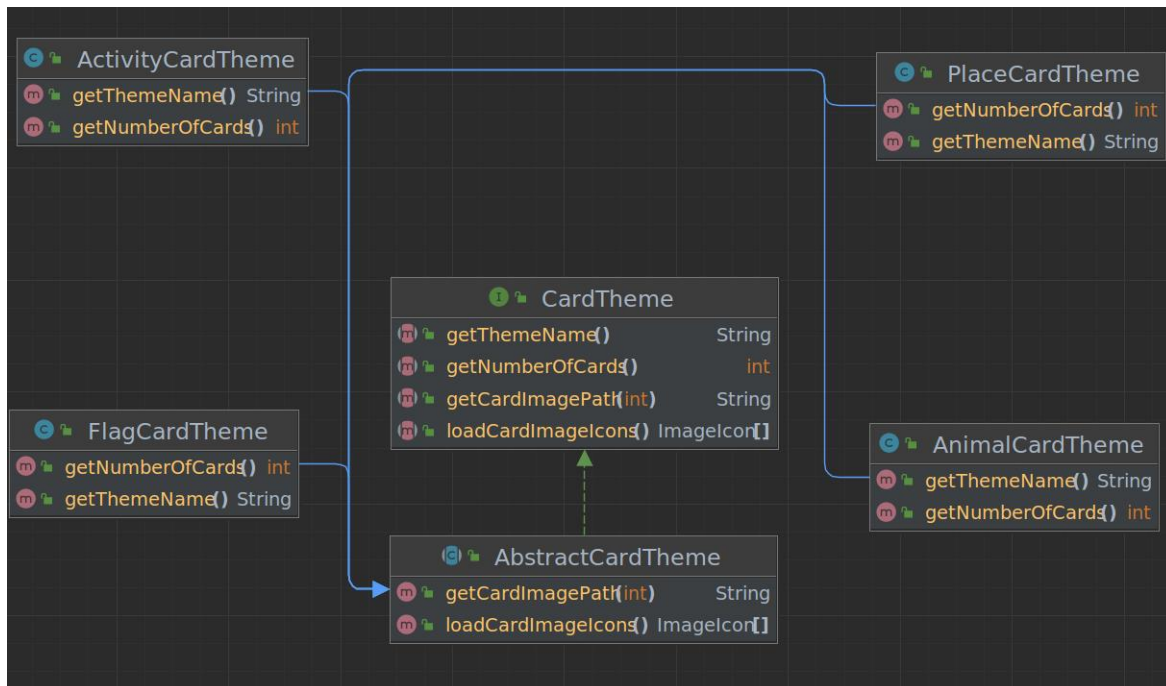 ActivityCardTheme
getThemeName() String
getNumberOfCards() int
PlaceCardTheme
getNumberOfCards() int
getThemeName() String
CardTheme
getThemeName() String
getNumberOfCards() int
getCardImagePath(int) String
loadCardImageIcons() ImageIcon[]
FlagCardTheme
getNumberOfCards() int
getThemeName() String
AnimalCardTheme
getThemeName() String
getNumberOfCards() int
AbstractCardTheme
getCardImagePath(int) String
loadCardImageIcons() ImageIcon[]